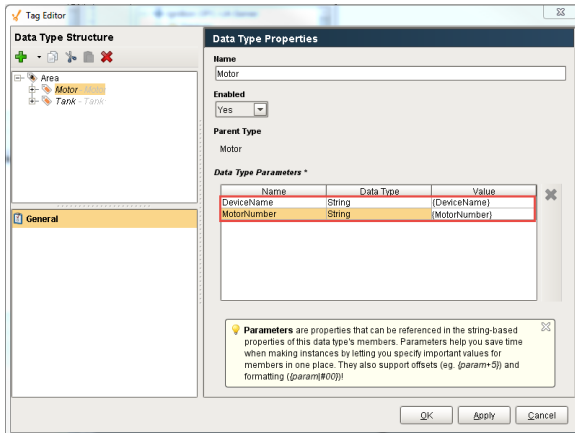 Tag Editor
Data Type Structure
Area
Motor - Motor
Tank - Tank
General
Data Type Properties
Name
Motor
Enabled
Yes
Parent Type
Motor
Data Type Parameters *
Name Data Type Value
DeviceName String {DeviceName}
MotorNumber String {MotorNumber}
Parameters are properties that can be referenced in the string-based
properties of this data type's members. Parameters help you save time
when making instances by letting you specify important values for
members in one place. They also support offsets (eg. {param+5}) and
formatting ({param|#00})!
OK Apply Cancel